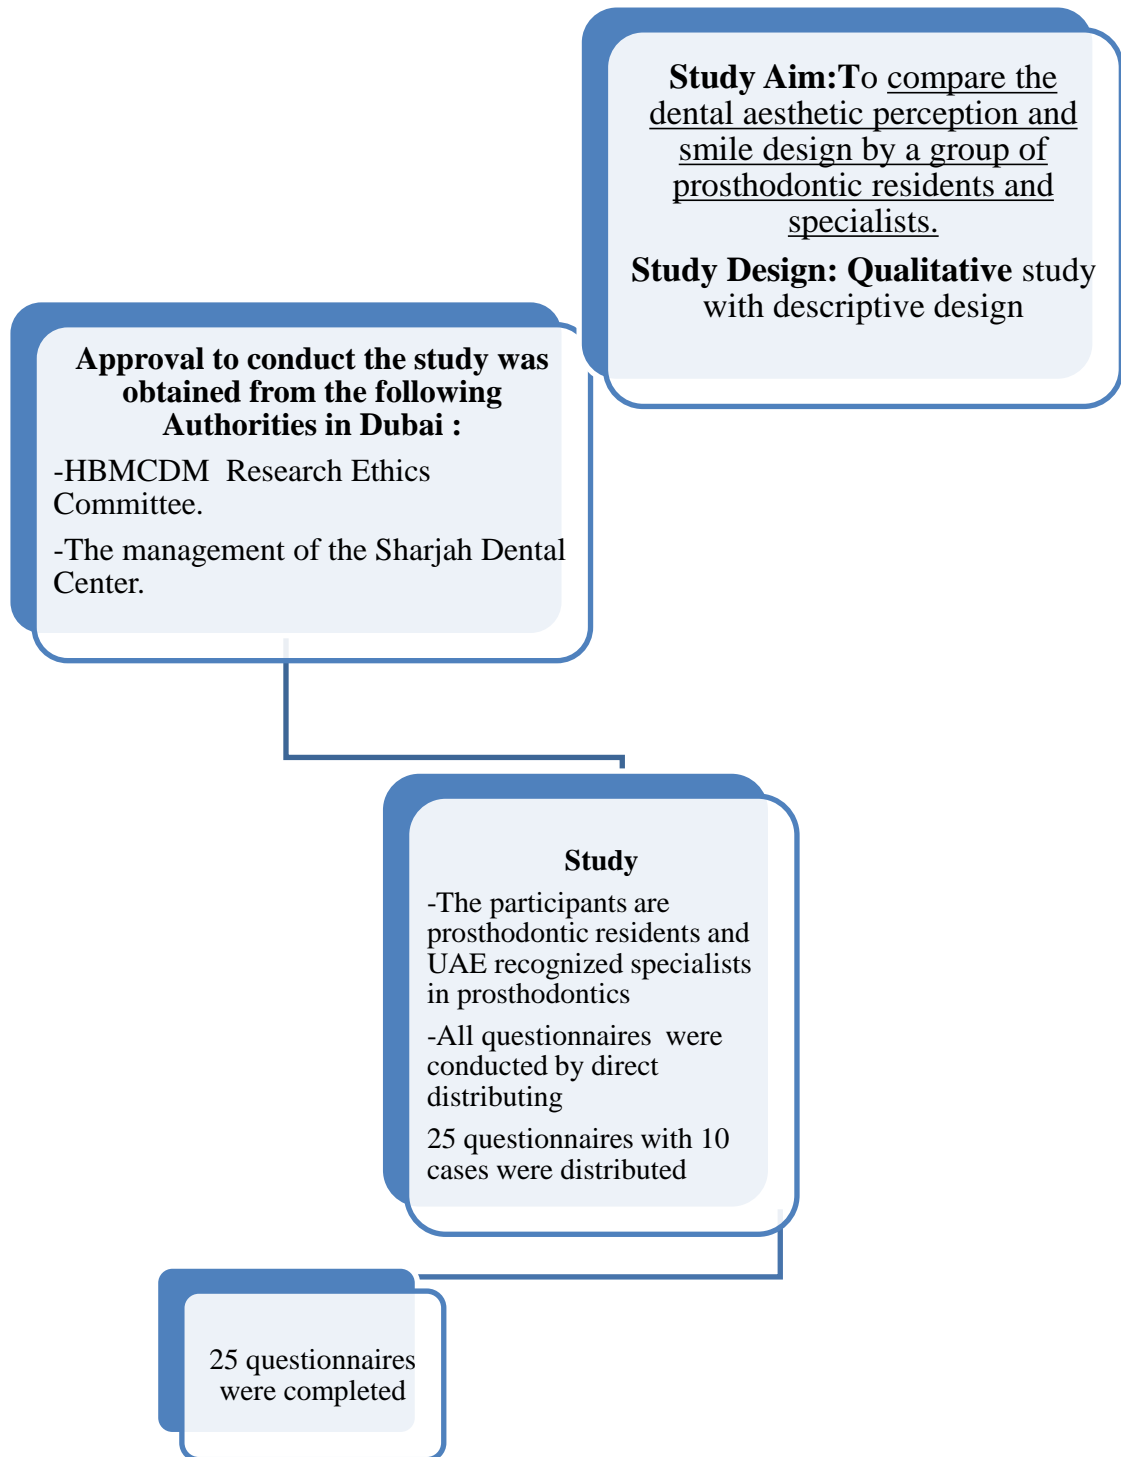 Study Aim:To compare the
dental aesthetic perception and
smile design by a group of
prosthodontic residents and
specialists.
Study Design: Qualitative study
with descriptive design
Approval to conduct the study was
obtained from the following
Authorities in Dubai :
-HBMCDM  Research Ethics
Committee.
-The management of the Sharjah Dental
Center.
Study
-The participants are
prosthodontic residents and
UAE recognized specialists
in prosthodontics
-All questionnaires  were
conducted by direct
distributing
25 questionnaires with 10
cases were distributed
25 questionnaires
were completed